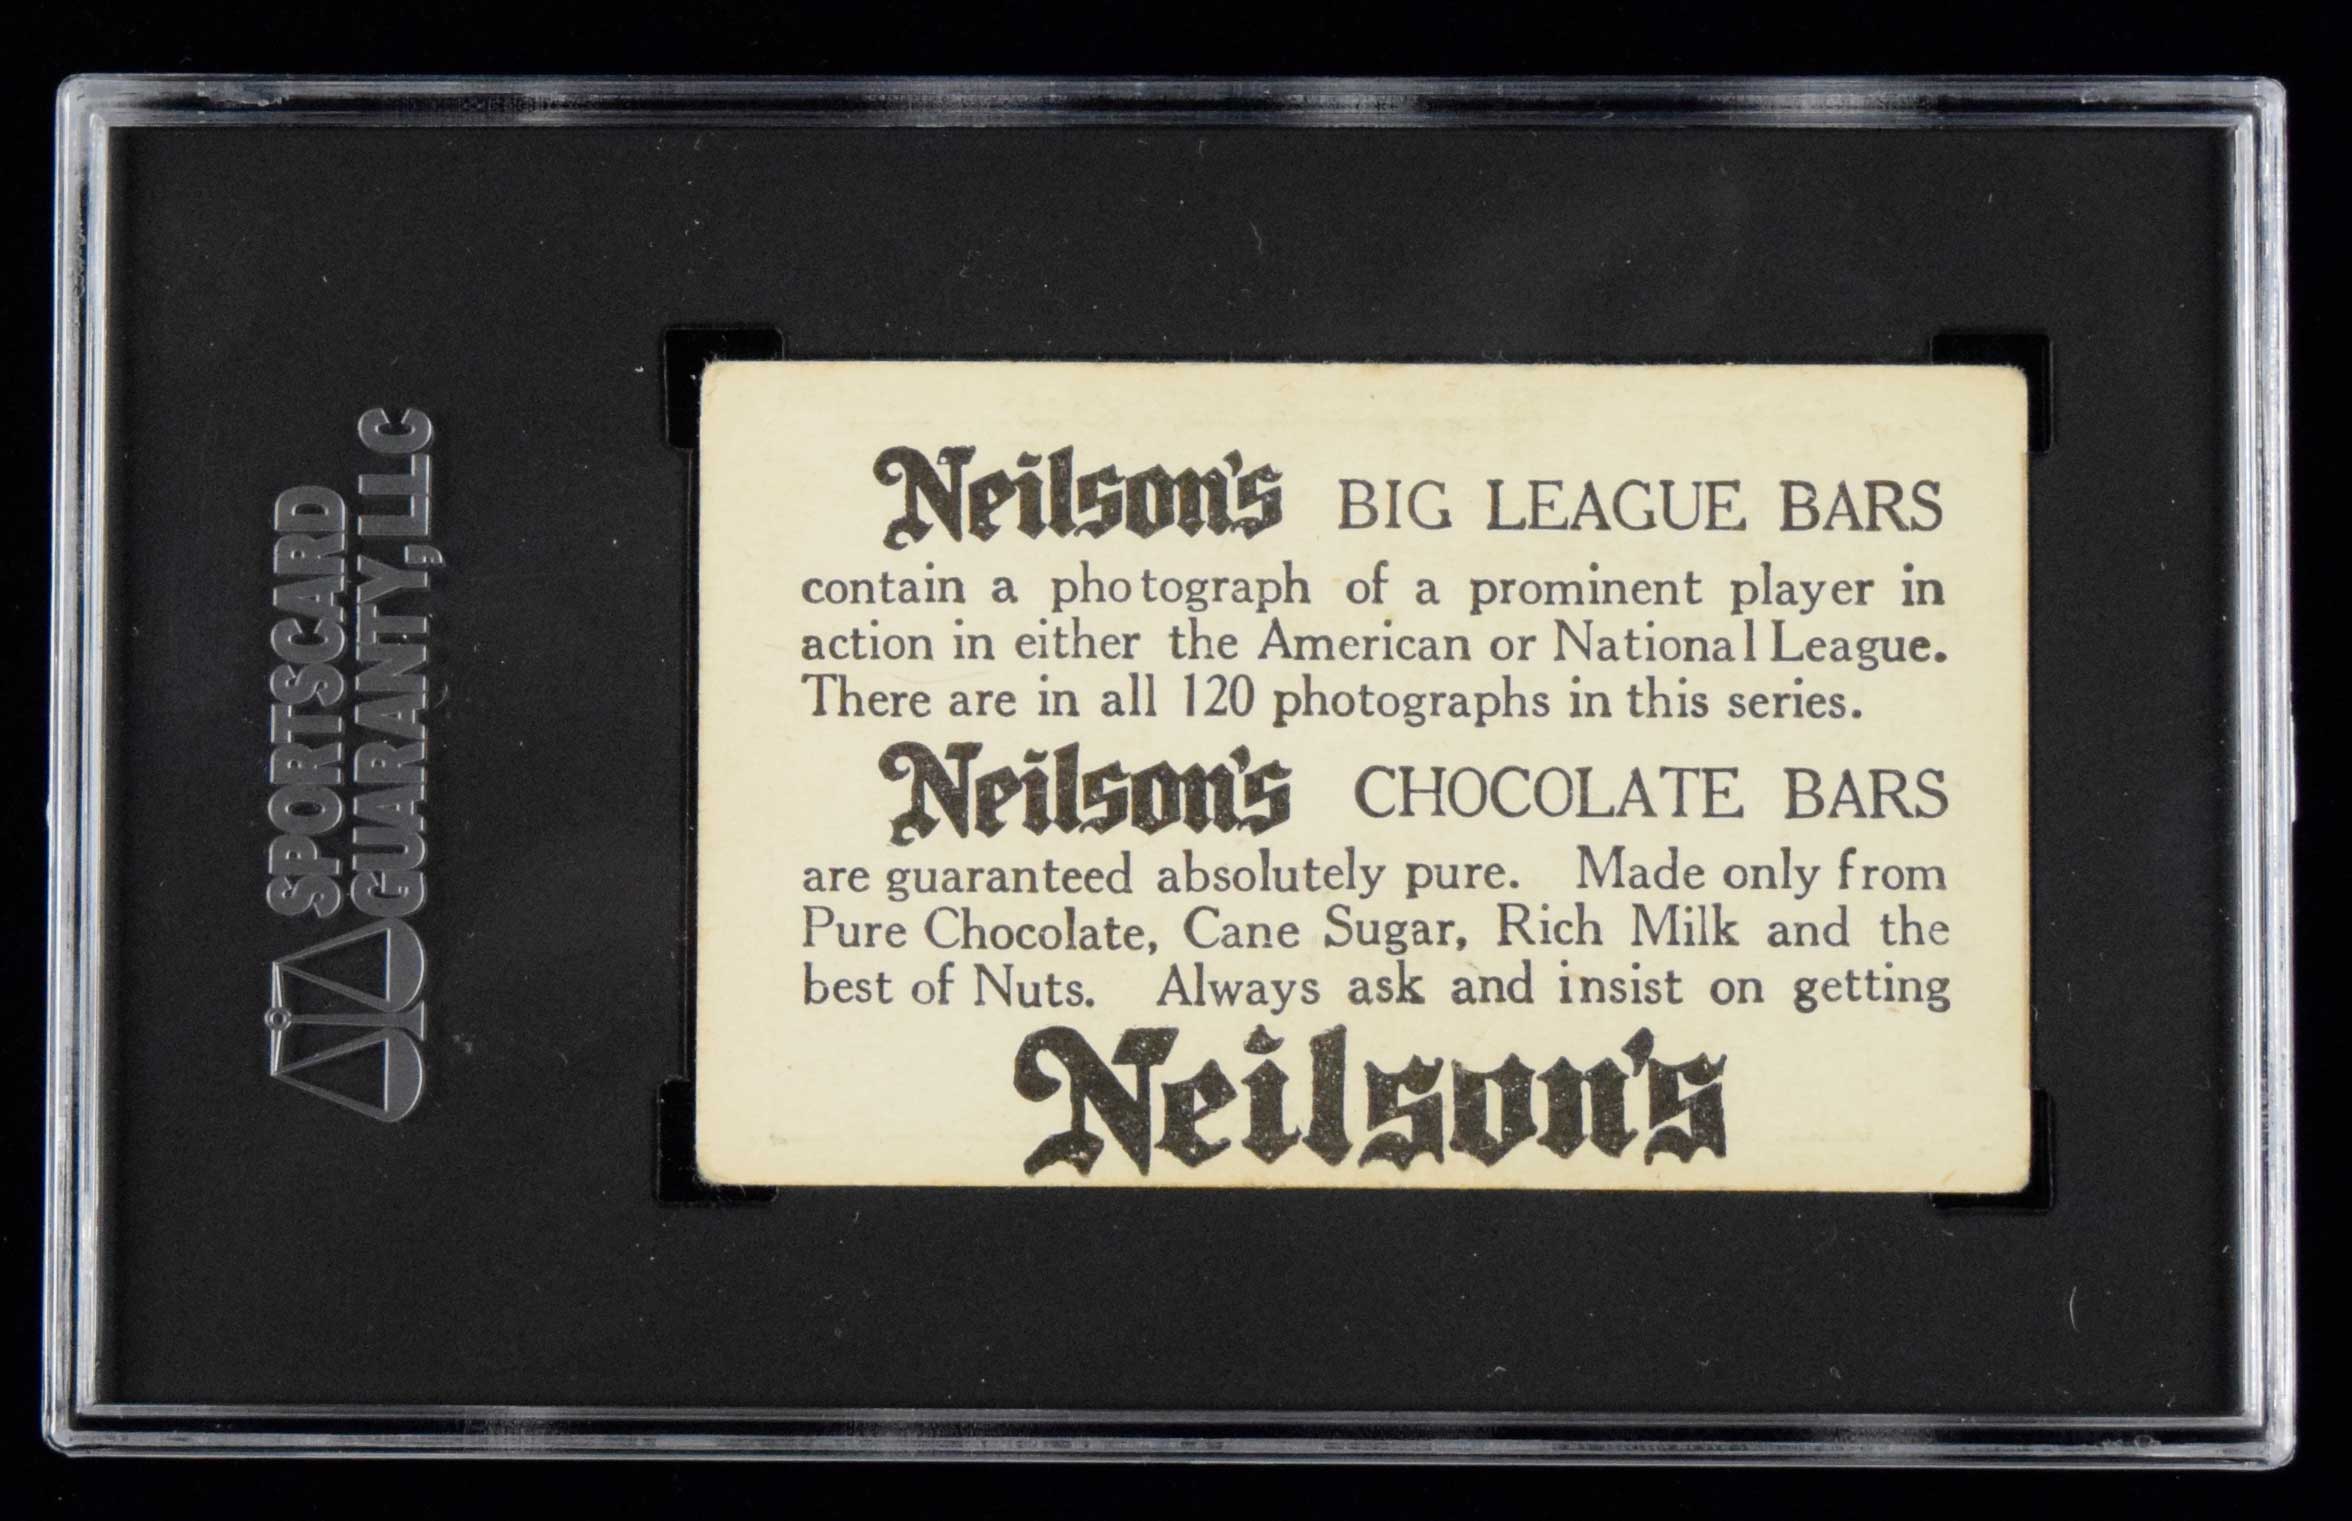 SPORTSCARD
GUARANTY, LLC
Neilson's BIG LEAGUE BARS
contain a photograph of a prominent player in
action in either the American or National League.
There are in all 120 photographs in this series.
Neilson's CHOCOLATE BARS
are guaranteed absolutely pure. Made only from
Pure Chocolate, Cane Sugar, Rich Milk and the
best of Nuts. Always ask and insist on getting
Neilson's